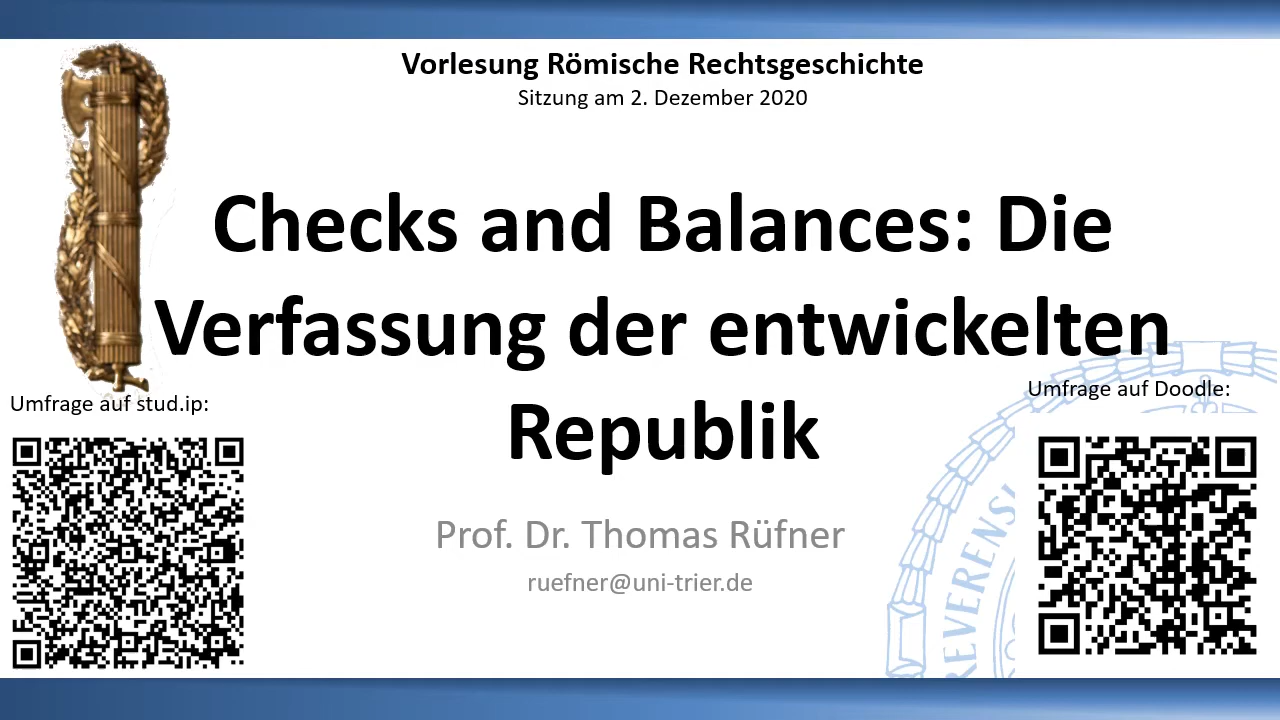 Vorlesung Römische Rechtsgeschichte
Sitzung am 2. Dezember 2020
Checks and Balances: Die
Verfassung der entwickelten
Republik
Umfrage auf stud.ip:
Umfrage auf Doodle:
Prof. Dr. Thomas Rüfner
ruefner@uni-trier.de